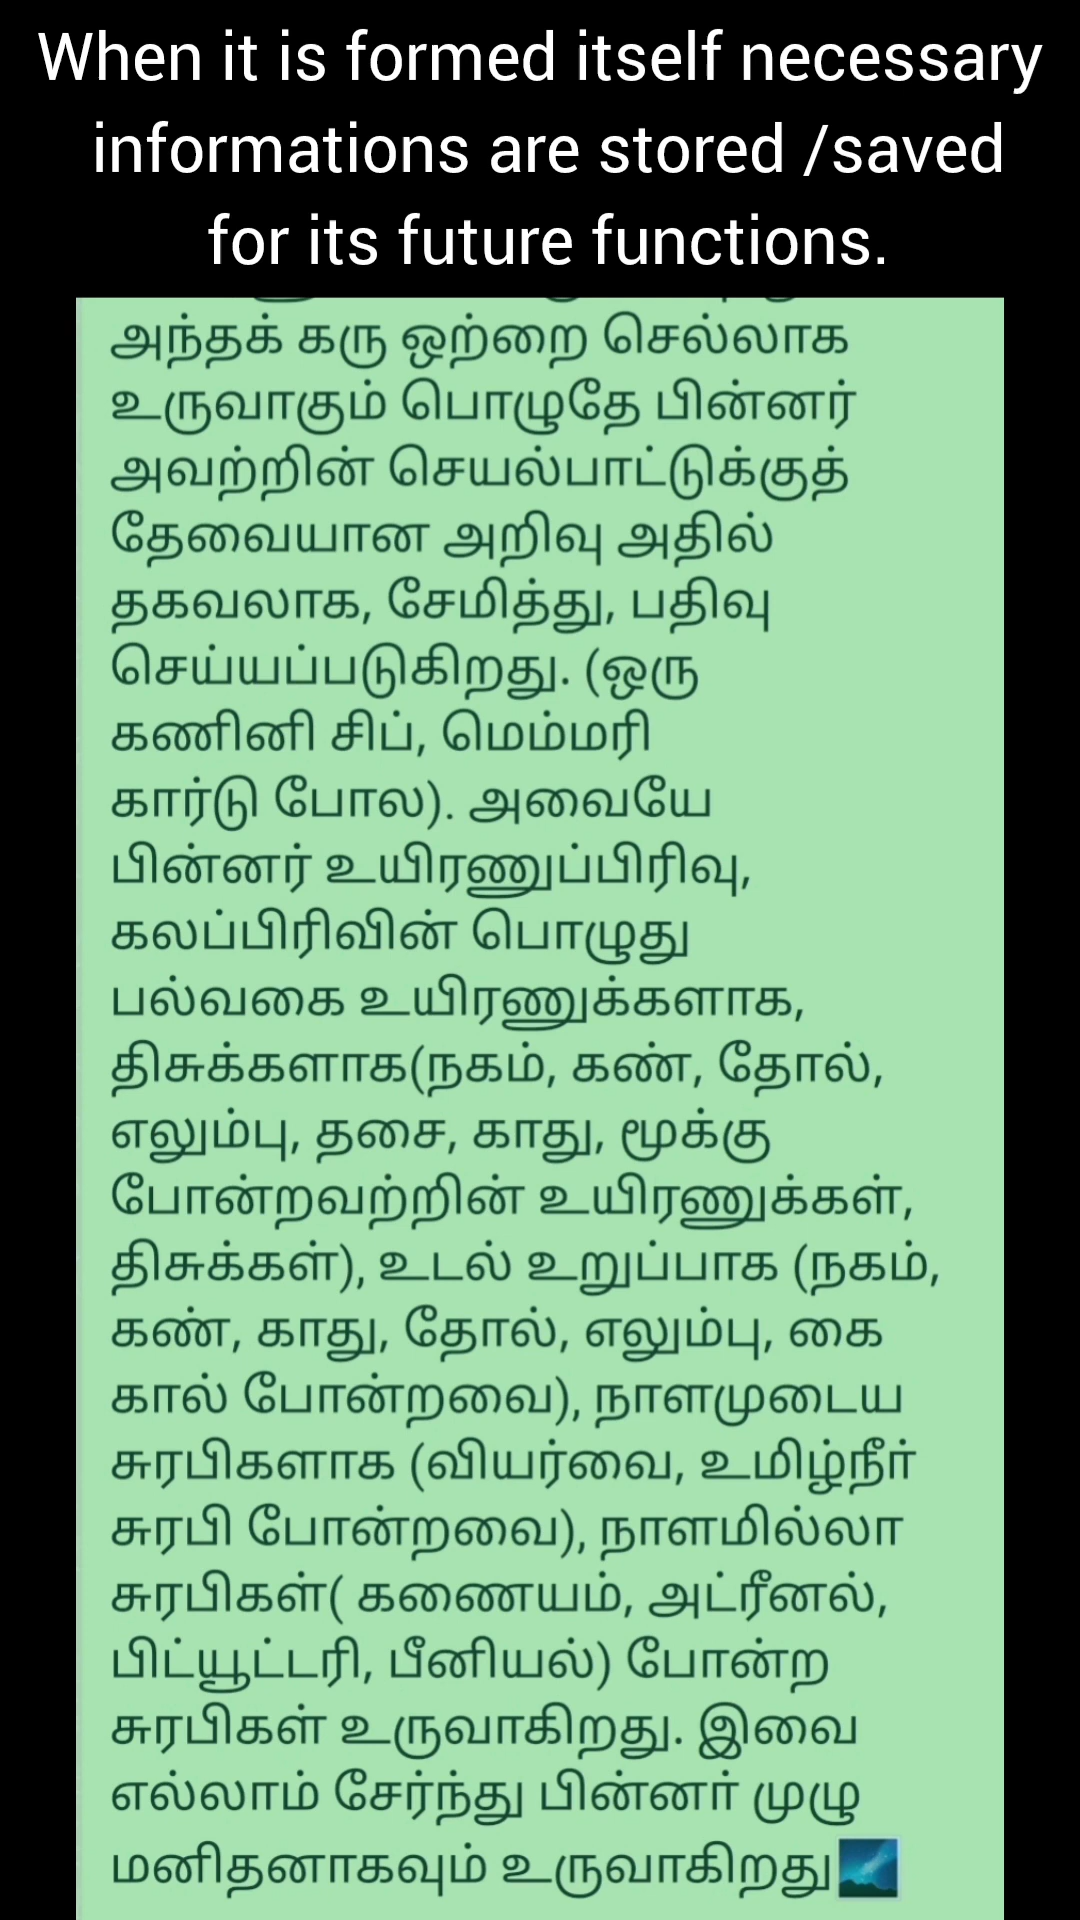 When it is formed itself necessary
informations are stored /saved
for its future functions.
அந்தக் கரு ஒற்றை செல்லாக
உருவாகும் பொழுதே பின்னர்
அவற்றின் செயல்பாட்டுக்குத்
தேவையான அறிவு அதில்
தகவலாக, சேமித்து, பதிவு
செய்யப்படுகிறது. (ஒரு
கணினி சிப், மெம்மரி
கார்டு போல). அவையே
பின்னர் உயிரணுப்பிரிவு,
கலப்பிரிவின் பொழுது
பல்வகை உயிரணுக்களாக,
திசுக்களாக(நகம், கண், தோல்,
எலும்பு, தசை, காது, மூக்கு
போன்றவற்றின் உயிரணுக்கள்,
திசுக்கள்), உடல் உறுப்பாக (நகம்,
கண், காது, தோல், எலும்பு, கை
கால் போன்றவை), நாளமுடைய
சுரபிகளாக (வியர்வை, உமிழ்நீர்
சுரபி போன்றவை), நாளமில்லா
சுரபிகள்( கணையம், அட்ரீனல்,
பிட்யூட்டரி, பீனியல்) போன்ற
சுரபிகள் உருவாகிறது. இவை
எல்லாம் சேர்ந்து பின்னர் முழு
மனிதனாகவும் உருவாகிறது